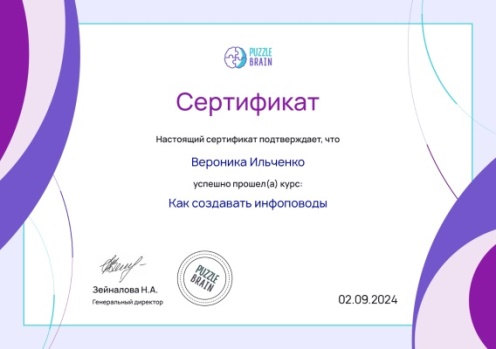 PUZZLE
BRAIN
Сертификат
Настоящий сертификат подтверждает, что
Вероника Ильченко
успешно прошел(а) курс:
Как создавать инфоповоды
Зейналова Н.А.
Генеральный директор
PUZZLE
BRAIN
02.09.2024